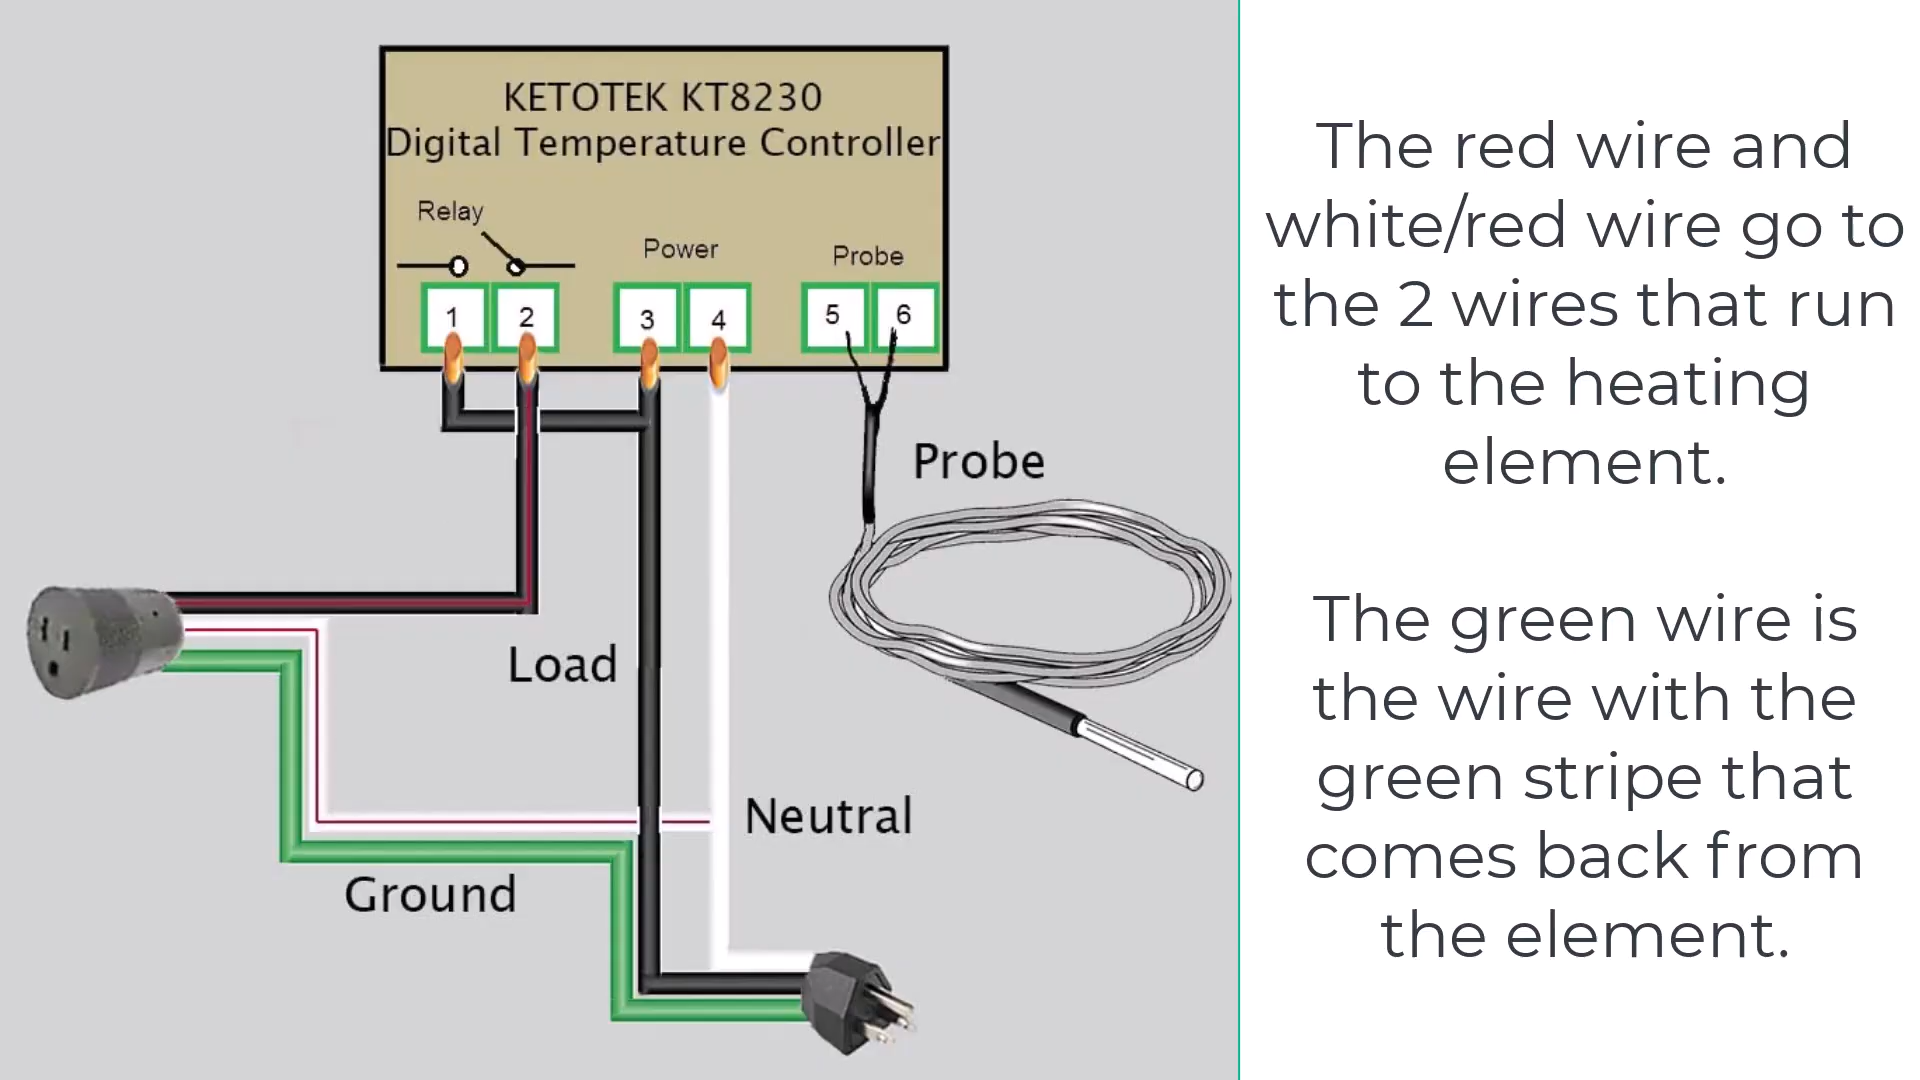 KETOTEK KT8230
Digital Temperature Controller
Relay
Power
Probe
1
2
3
4
5
6
Probe
Load
Neutral
Ground
The red wire and
white/red wire go to
the 2 wires that run
to the heating
element.
The green wire is
the wire with the
green stripe that
comes back from
the element.